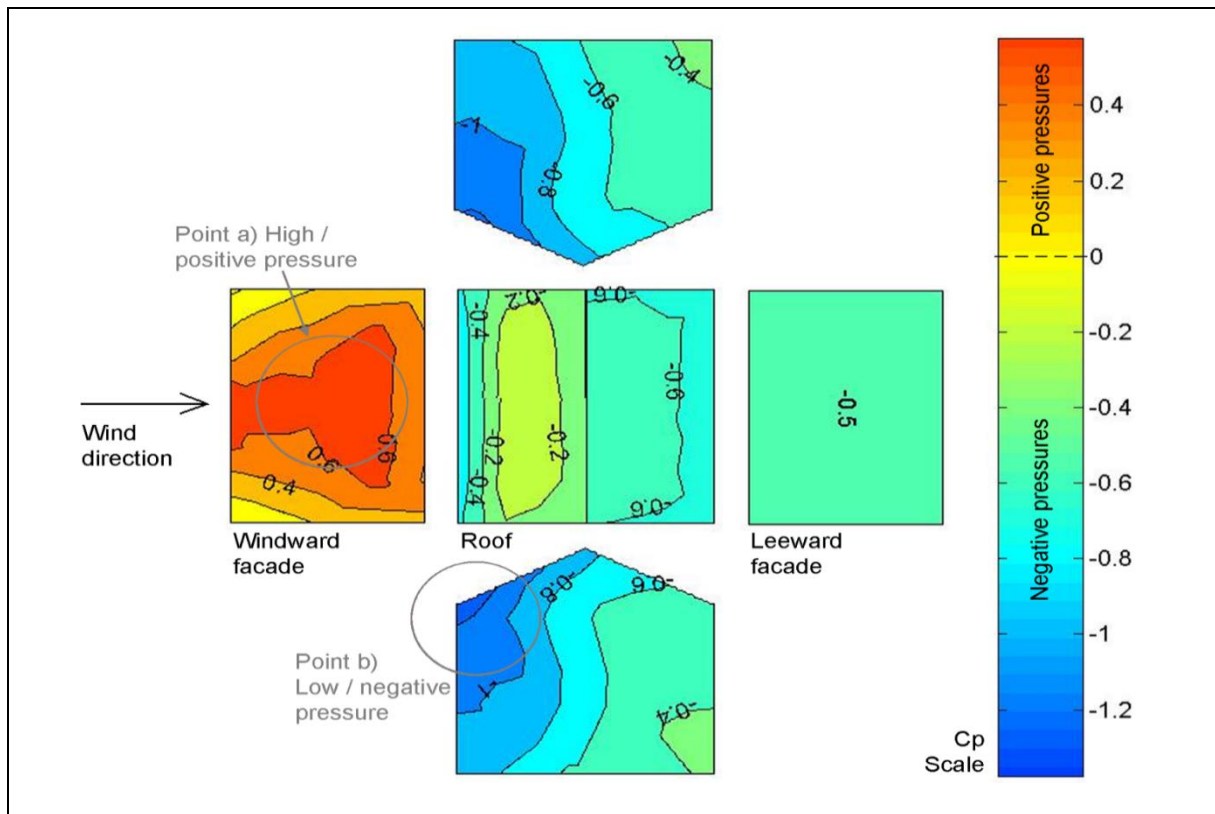 -0.4
-0.6
-1
-0.8
Point a) High /
positive pressure
Wind
direction
0.6
0.6
0.4
Windward
facade
-0.2
-0.4
-0.2
-0.2
-0.4
Roof
-0.6
-0.6
-0.6
-0.5
Leeward
facade
-0.8
-0.6
-1
-0.4
Point b)
Low / negative
pressure
Positive pressures
Negative pressures
0.4
0.2
0
-0.2
-0.4
-0.6
-0.8
-1
-1.2
Cp
Scale